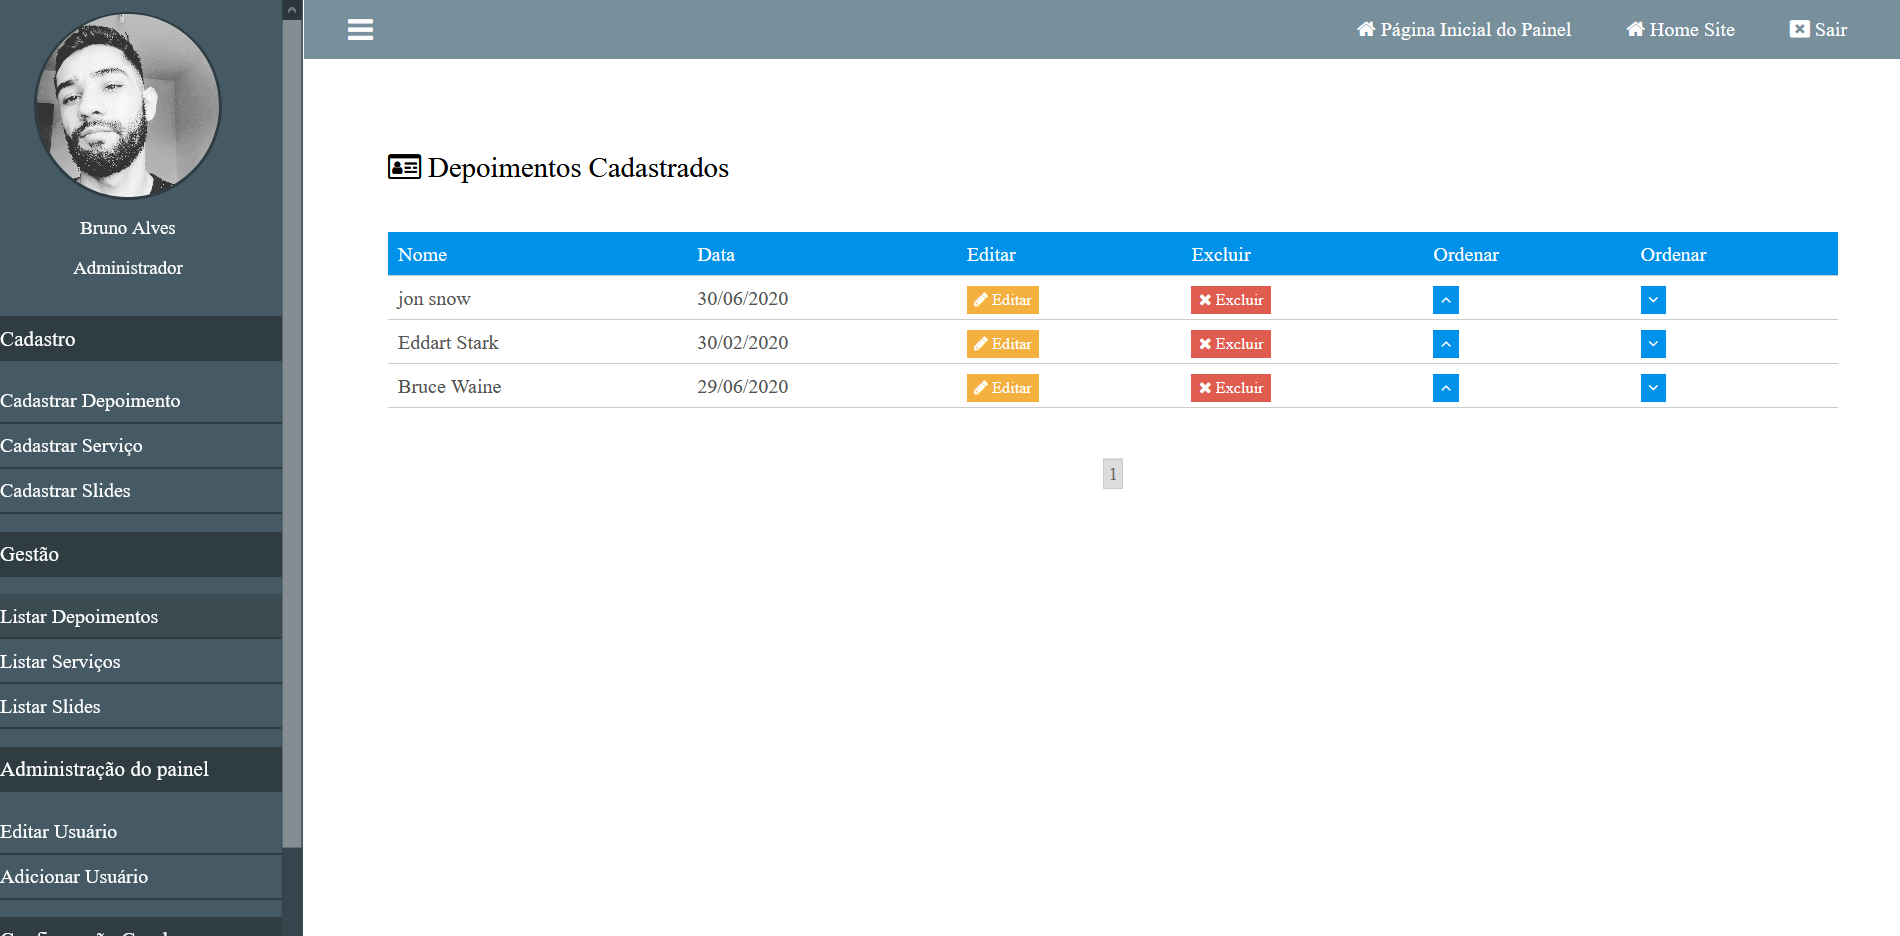 Bruno Alves
Administrador
Cadastro
Cadastrar Depoimento
Cadastrar Serviço
Cadastrar Slides
Gestão
Listar Depoimentos
Listar Serviços
Listar Slides
Administração do painel
Editar Usuário
Adicionar Usuário
Página Inicial do Painel Home Site Sair
Depoimentos Cadastrados
Nome Data Editar Excluir Ordenar Ordenar
jon snow 30/06/2020 Editar Excluir
Eddart Stark 30/02/2020 Editar Excluir
Bruce Waine 29/06/2020 Editar Excluir
1